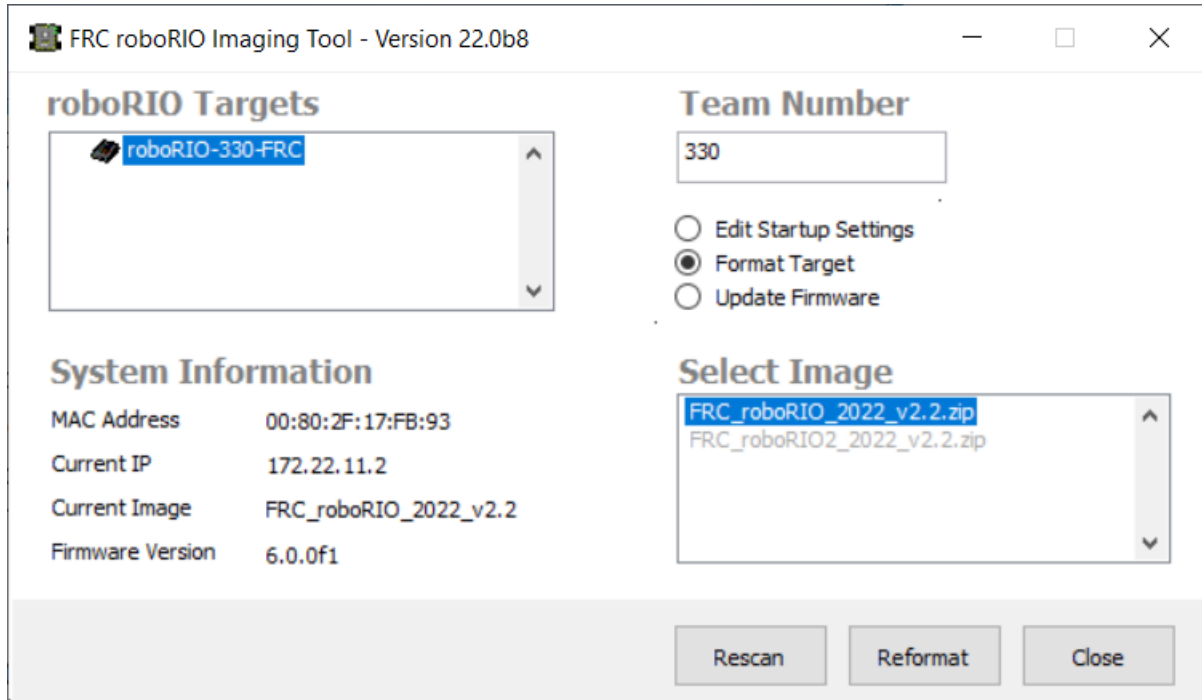 FRC roboRIO Imaging Tool - Version 22.0b8
roboRIO Targets
roboRIO-330-FRC
Team Number
330
Edit Startup Settings
Format Target
Update Firmware
System Information
MAC Address 00:80:2F:17:FB:93
Current IP 172.22.11.2
Current Image FRC_roboRIO_2022_v2.2
Firmware Version 6.0.0f1
Select Image
FRC_roboRIO_2022_v2.2.zip
FRC_roboRIO2_2022_v2.2.zip
Rescan Reformat Close